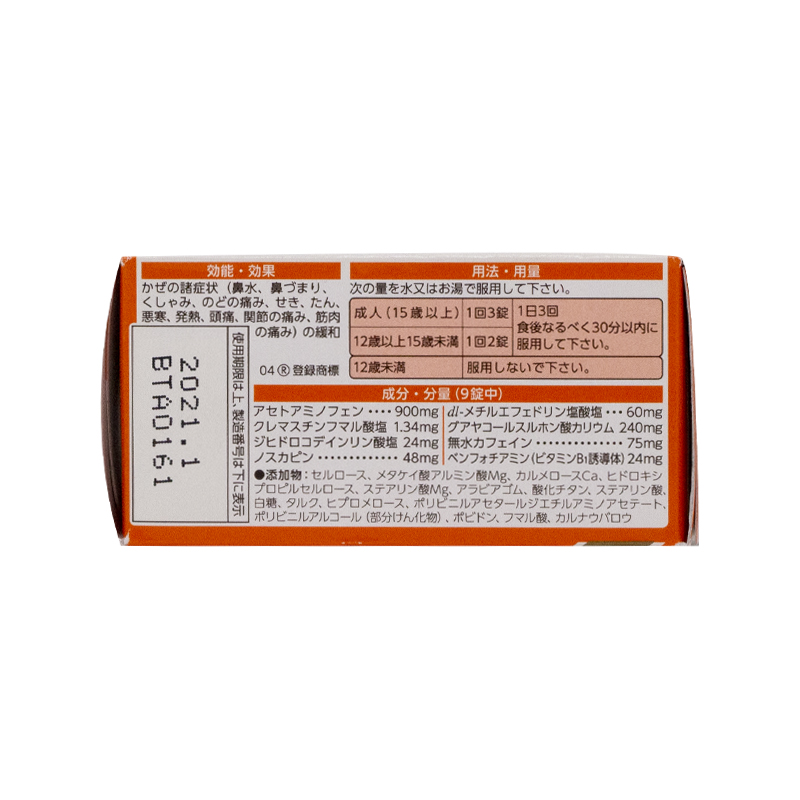 効能・効果
かぜの諸症状(鼻水、鼻づまり、
くしゃみ、のどの痛み、せき、たん、
悪寒、発熱、頭痛、関節の痛み、筋肉
の痛み)の緩和
04Ⓡ登録商標
使用期限は上、製造番号は下に表示
2021.1
BTA0161
用法・用量
次の量を水又はお湯で服用して下さい。
成人(15歳以上) 1回3錠 1日3回
食後なるべく30分以内に
服用して下さい。
12歳以上15歳未満 1回2錠
12歳未満 服用しないで下さい。
成分・分量(9錠中)
アセトアミノフェン‥‥900mg
クレマスチンフマル酸塩 1.34mg
ジヒドロコデインリン酸塩 24mg
ノスカピン‥‥‥‥‥48mg
dl-メチルエフェドリン塩酸塩‥‥60mg
グアヤコールスルホン酸カリウム 240mg
無水カフェイン‥‥‥‥‥‥‥75mg
ベンフォチアミン(ビタミンB₁誘導体)24mg
●添加物:セルロース、メタケイ酸アルミン酸Mg、カルメロースCa、ヒドロキシ
プロピルセルロース、ステアリン酸Mg、アラビアゴム、酸化チタン、ステアリン酸、
白糖、タルク、ヒプロメロース、ポリビニルアセタールジエチルアミノアセテート、
ポリビニルアルコール(部分けん化物)、ポビドン、フマル酸、カルナウバロウ